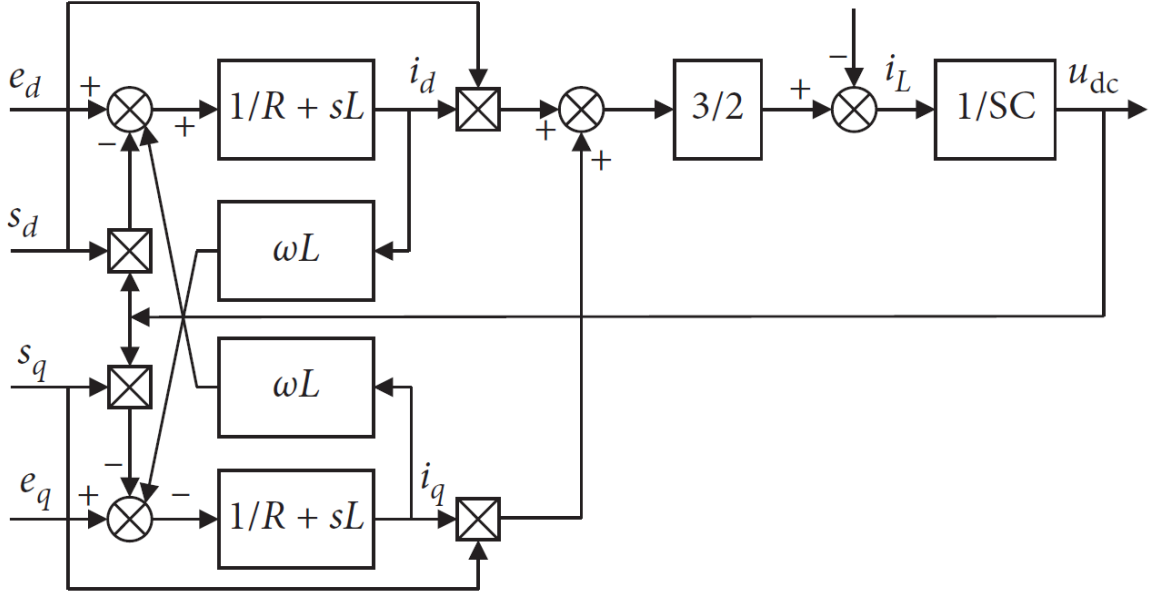 e_d + + 1/R + sL i_d + + 3/2 + − i_L 1/SC u_dc
−
s_d ωL
s_q ωL
−
e_q + − 1/R + sL i_q